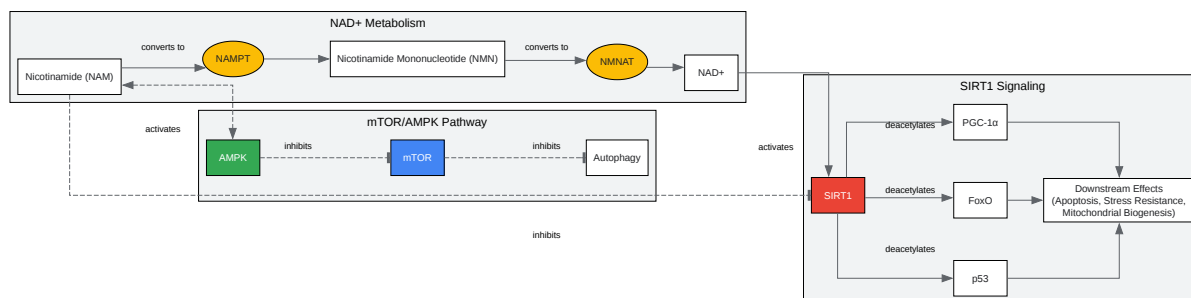 NAD+ Metabolism
converts to
NAMPT
Nicotinamide Mononucleotide (NMN)
converts to
NMNAT
Nicotinamide (NAM)
NAD+
SIRT1 Signaling
mTOR/AMPK Pathway
activates
AMPK
inhibits
mTOR
inhibits
Autophagy
activates
deacetylates
PGC-1α
SIRT1
deacetylates
FoxO
Downstream Effects
(Apoptosis, Stress Resistance,
Mitochondrial Biogenesis)
inhibits
deacetylates
p53